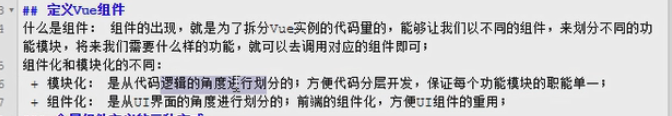 ## 定义Vue组件
什么是组件： 组件的出现，就是为了拆分Vue实例的代码量的，能够让我们以不同的组件，来划分不同的
功能模块，将来我们需要什么样的功能，就可以去调用对应的组件即可；
组件化和模块化的不同：
+ 模块化： 是从代码逻辑的角度进行划分的；方便代码分层开发，保证每个功能模块的职能单一；
+ 组件化： 是从UI界面的角度进行划分的；前端的组件化，方便UI组件的重用；